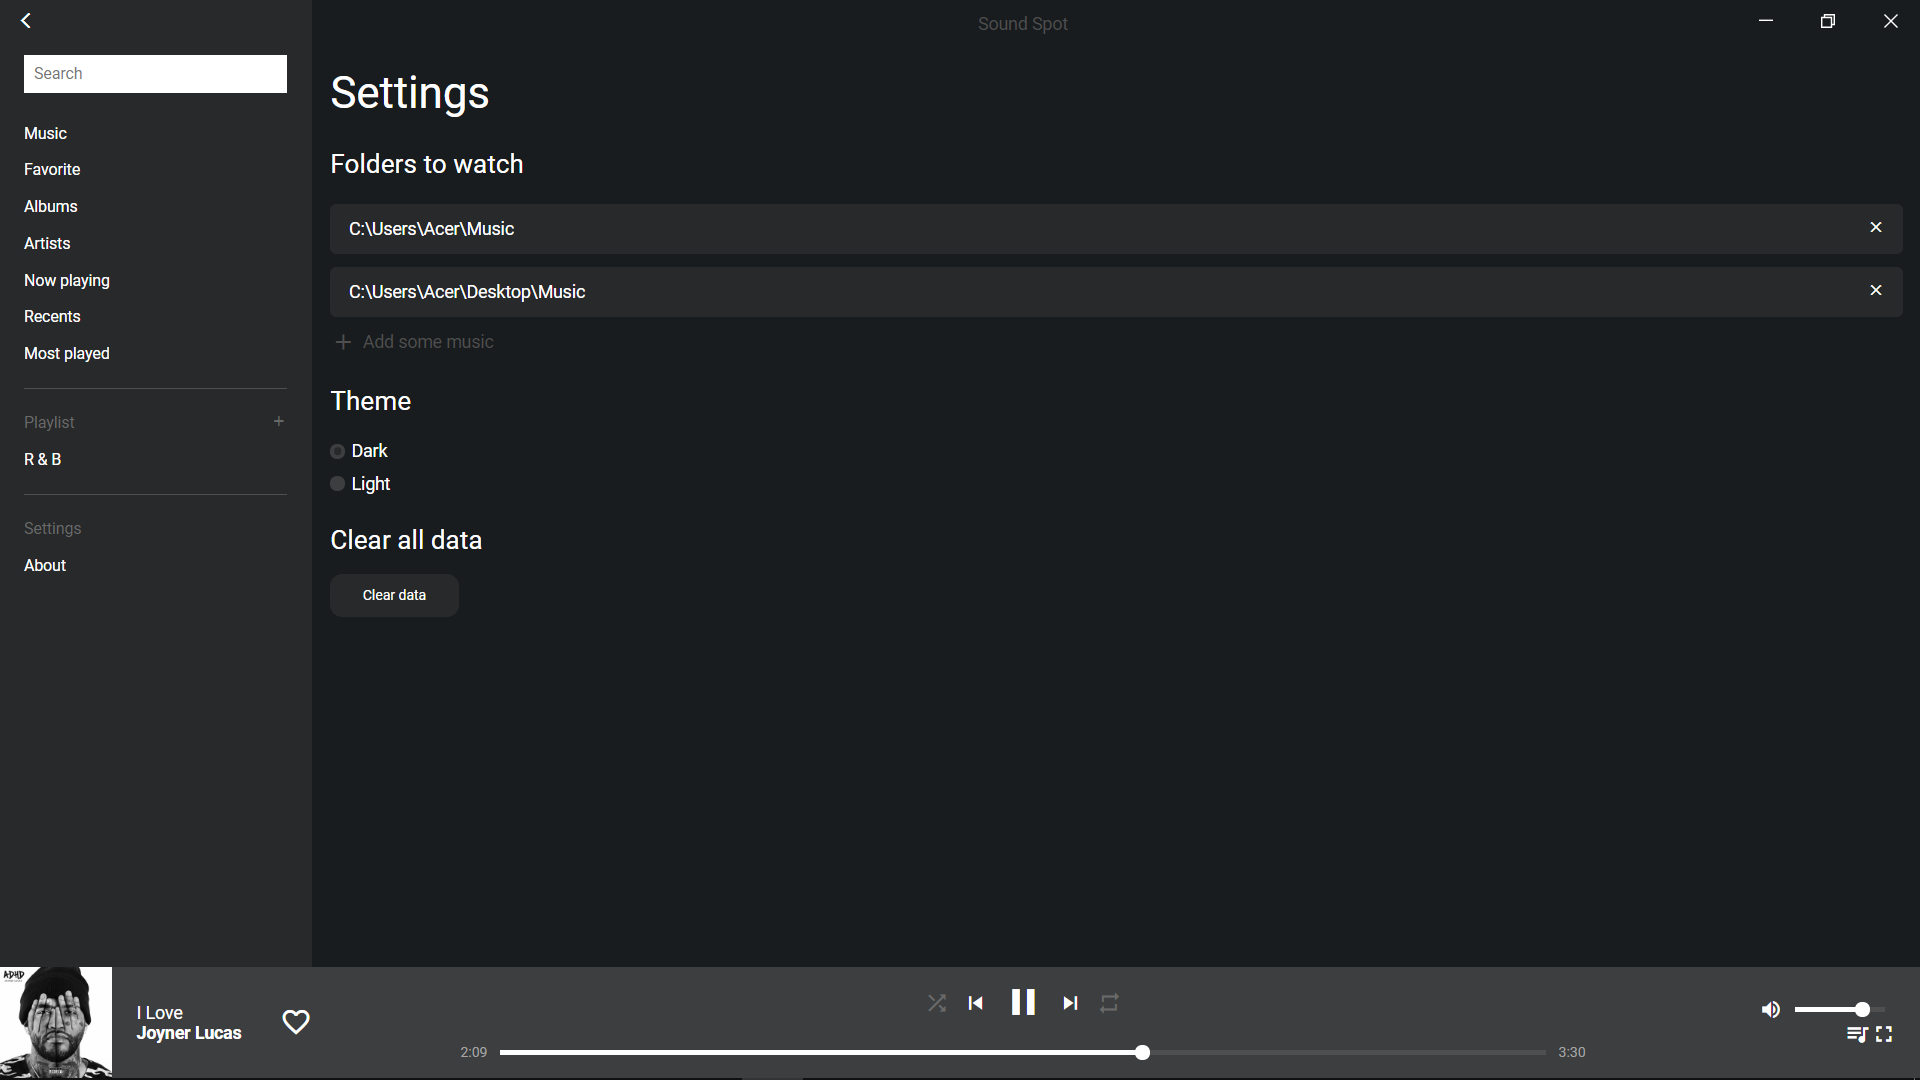 Sound Spot
Search
Music
Favorite
Albums
Artists
Now playing
Recents
Most played
Playlist
R & B
Settings
About
Settings
Folders to watch
C:\Users\Acer\Music
C:\Users\Acer\Desktop\Music
Add some music
Theme
Dark
Light
Clear all data
Clear data
ADHD
I Love
Joyner Lucas
2:09
3:30